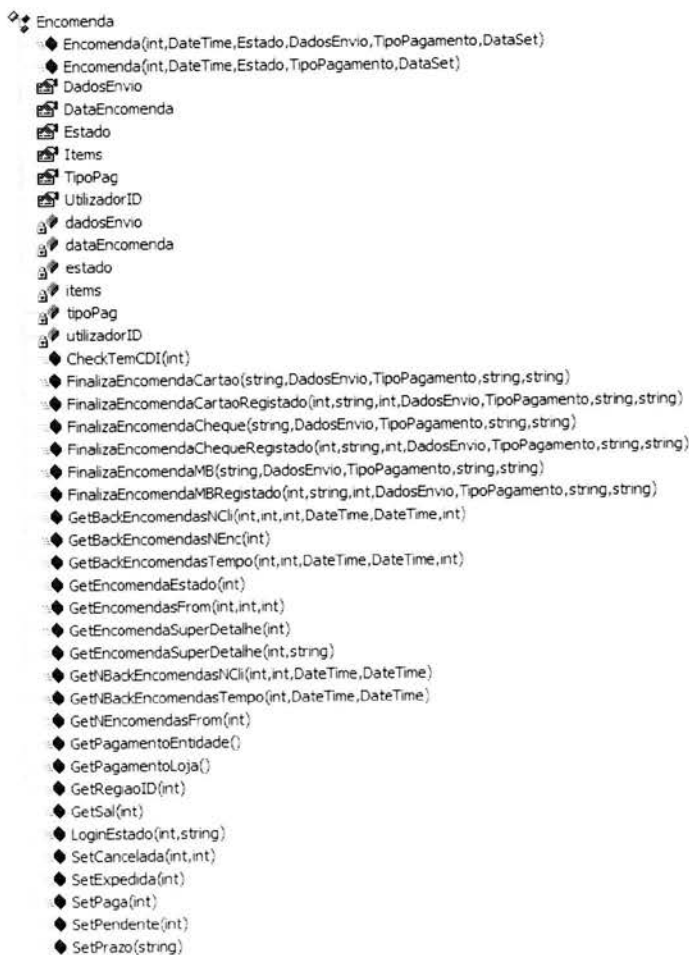 Encomenda
Encomenda(int,DateTime,Estado,DadosEnvio,TipoPagamento,DataSet)
Encomenda(int,DateTime,Estado,TipoPagamento,DataSet)
DadosEnvio
DataEncomenda
Estado
Items
TipoPag
UtilizadorID
dadosEnvio
dataEncomenda
estado
items
tipoPag
utilizadorID
CheckTemCDI(int)
FinalizaEncomendaCartao(string,DadosEnvio,TipoPagamento,string,string)
FinalizaEncomendaCartaoRegistado(int,string,int,DadosEnvio,TipoPagamento,string,string)
FinalizaEncomendaCheque(string,DadosEnvio,TipoPagamento,string,string)
FinalizaEncomendaChequeRegistado(int,string,int,DadosEnvio,TipoPagamento,string,string)
FinalizaEncomendaMB(string,DadosEnvio,TipoPagamento,string,string)
FinalizaEncomendaMBRegistado(int,string,int,DadosEnvio,TipoPagamento,string,string)
GetBackEncomendasNCli(int,int,int,DateTime,DateTime,int)
GetBackEncomendasNEnc(int)
GetBackEncomendasTempo(int,int,DateTime,DateTime,int)
GetEncomendaEstado(int)
GetEncomendasFrom(int,int,int)
GetEncomendaSuperDetalhe(int)
GetEncomendaSuperDetalhe(int,string)
GetNBackEncomendasNCli(int,int,DateTime,DateTime)
GetNBackEncomendasTempo(int,DateTime,DateTime)
GetNEncomendasFrom(int)
GetPagamentoEntidade()
GetPagamentoLoja()
GetRegiaoID(int)
GetSal(int)
LoginEstado(int,string)
SetCancelada(int,int)
SetExpedida(int)
SetPaga(int)
SetPendente(int)
SetPrazo(string)